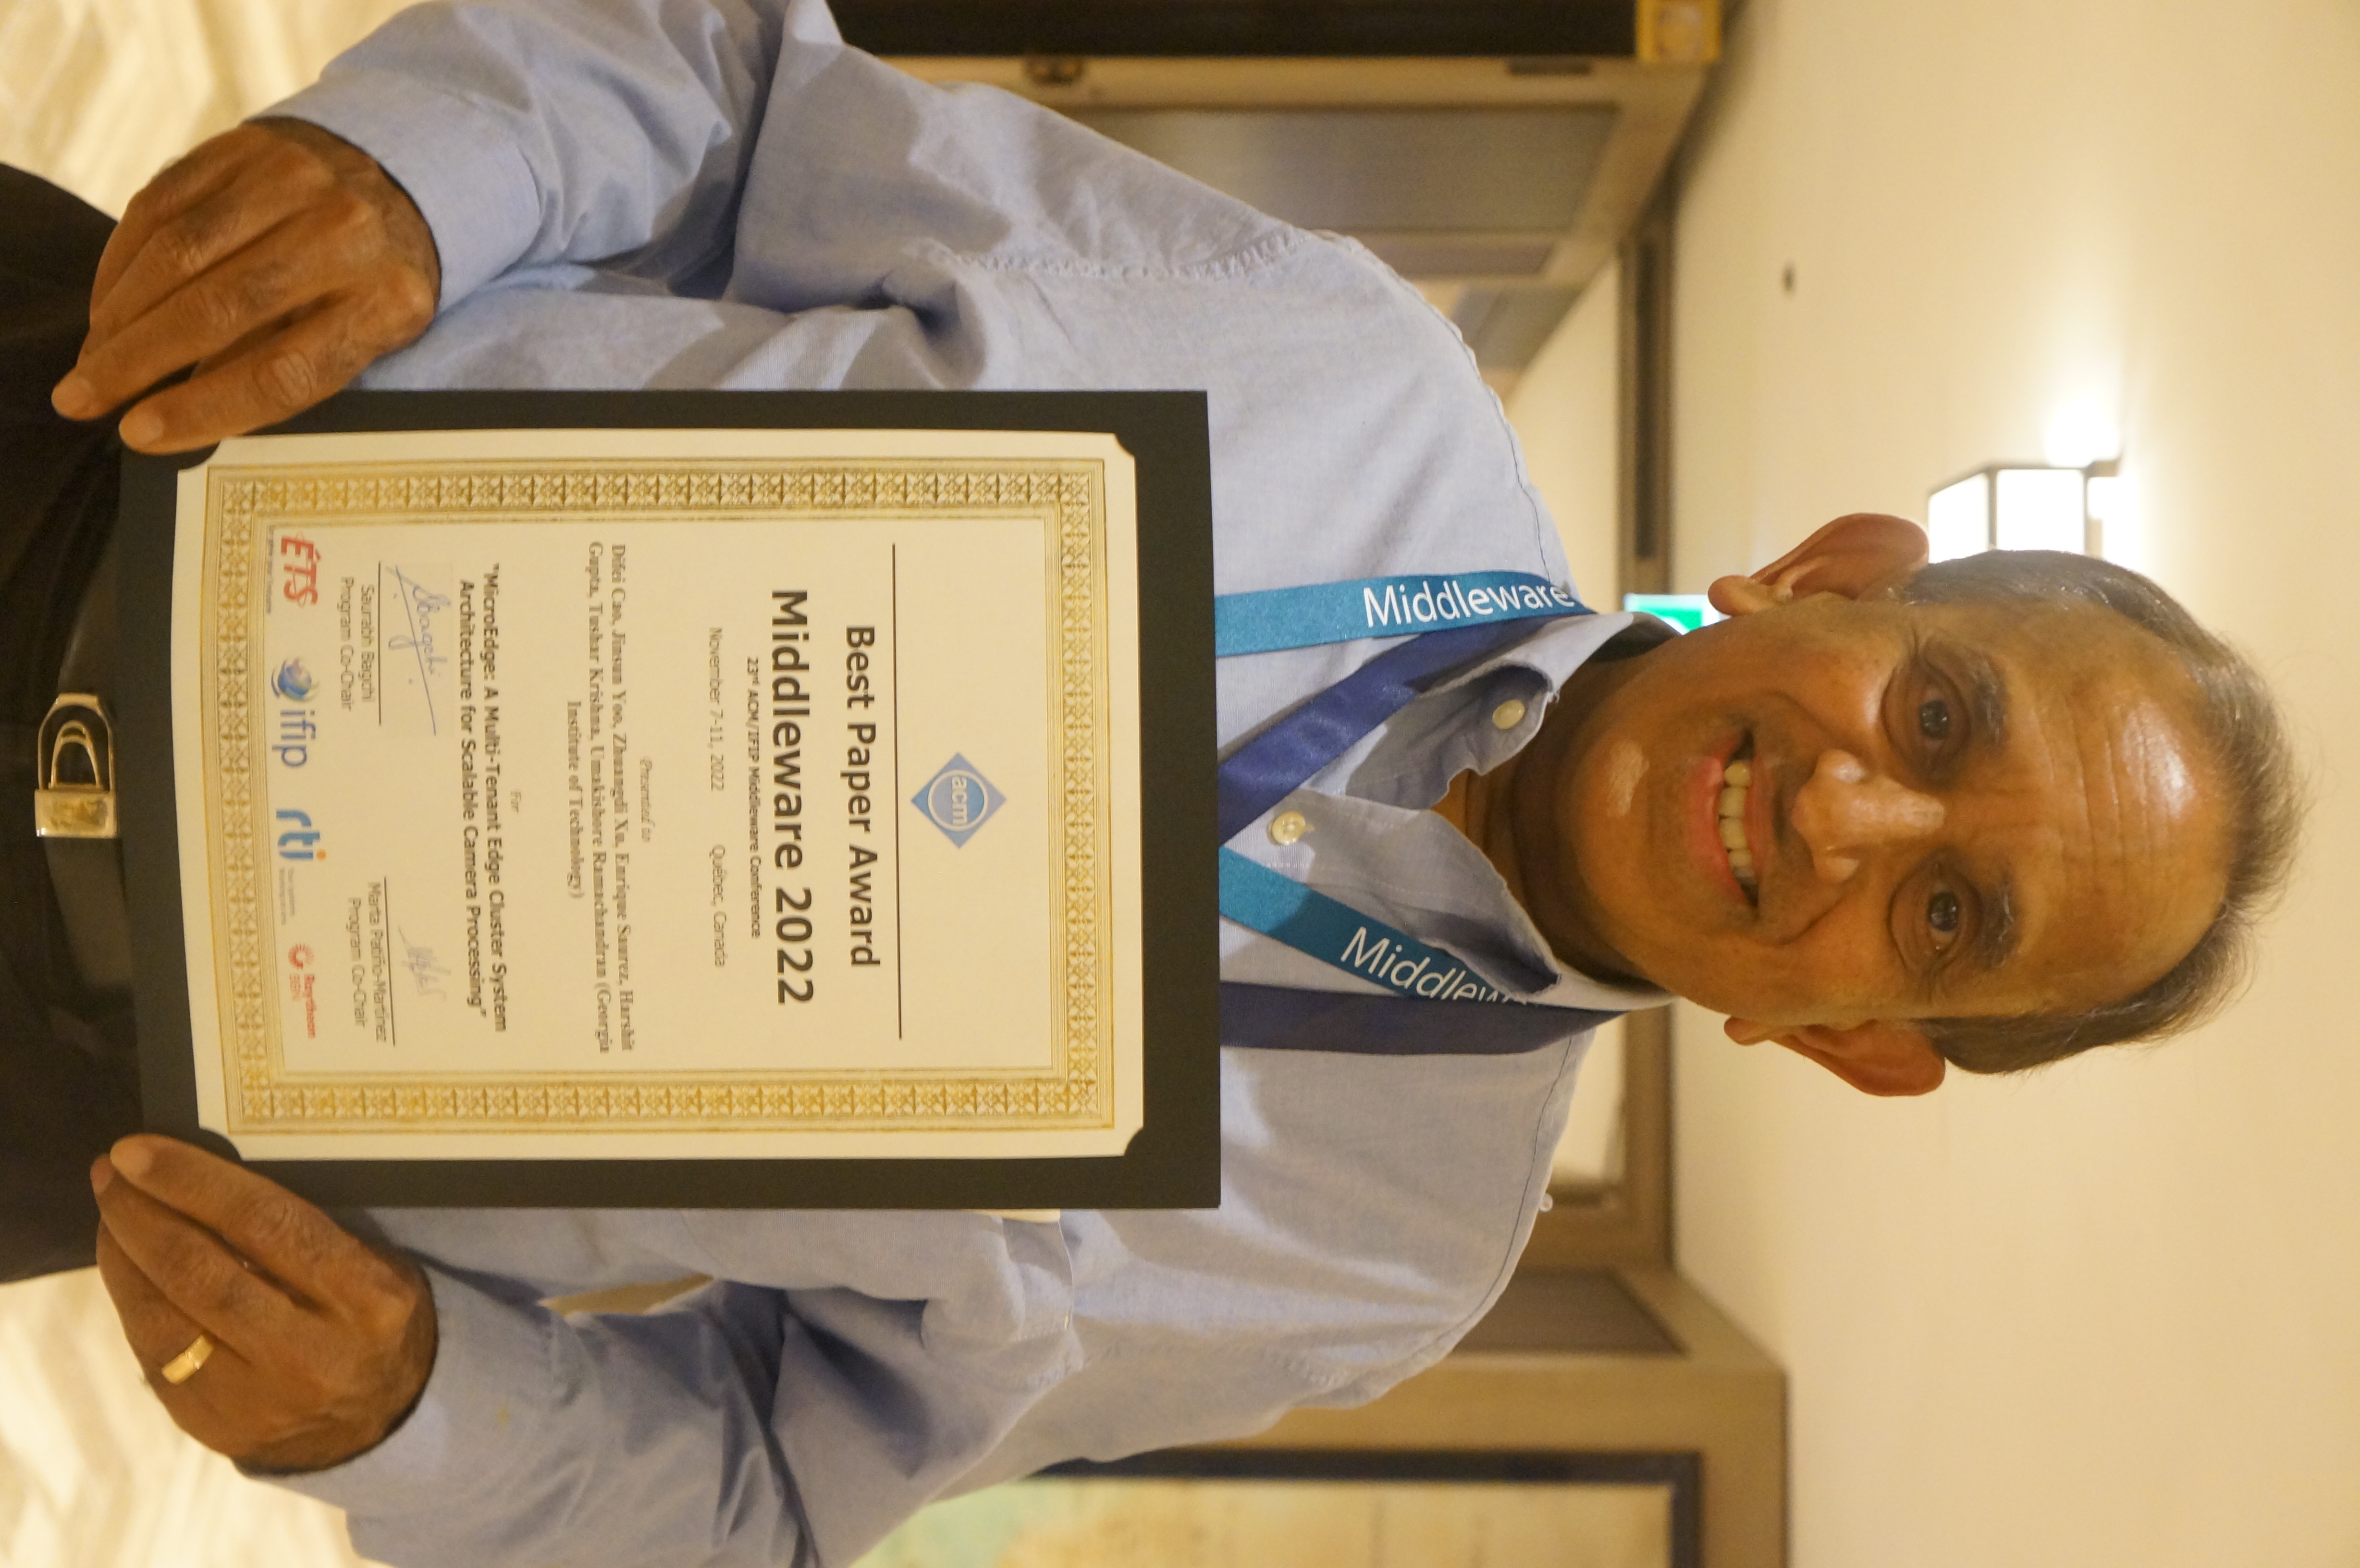 Middleware
Middlew
acm
Best Paper Award
Middleware 2022
23rd ACM/IFIP Middleware Conference
November 7-11, 2022 Québec, Canada
Presented to
Difei Cao, Jinsun Yoo, Zhuangdi Xu, Enrique Saurez, Harshit
Gupta, Tushar Krishna, Umakishore Ramachandran (Georgia
Institute of Technology)
For
"MicroEdge: A Multi-Tenant Edge Cluster System
Architecture for Scalable Camera Processing"
SBagchi
Saurabh Bagchi
Program Co-Chair
Marta Patiño-Martínez
Program Co-Chair
ÉTS
ifip
rti
Raytheon
BBN